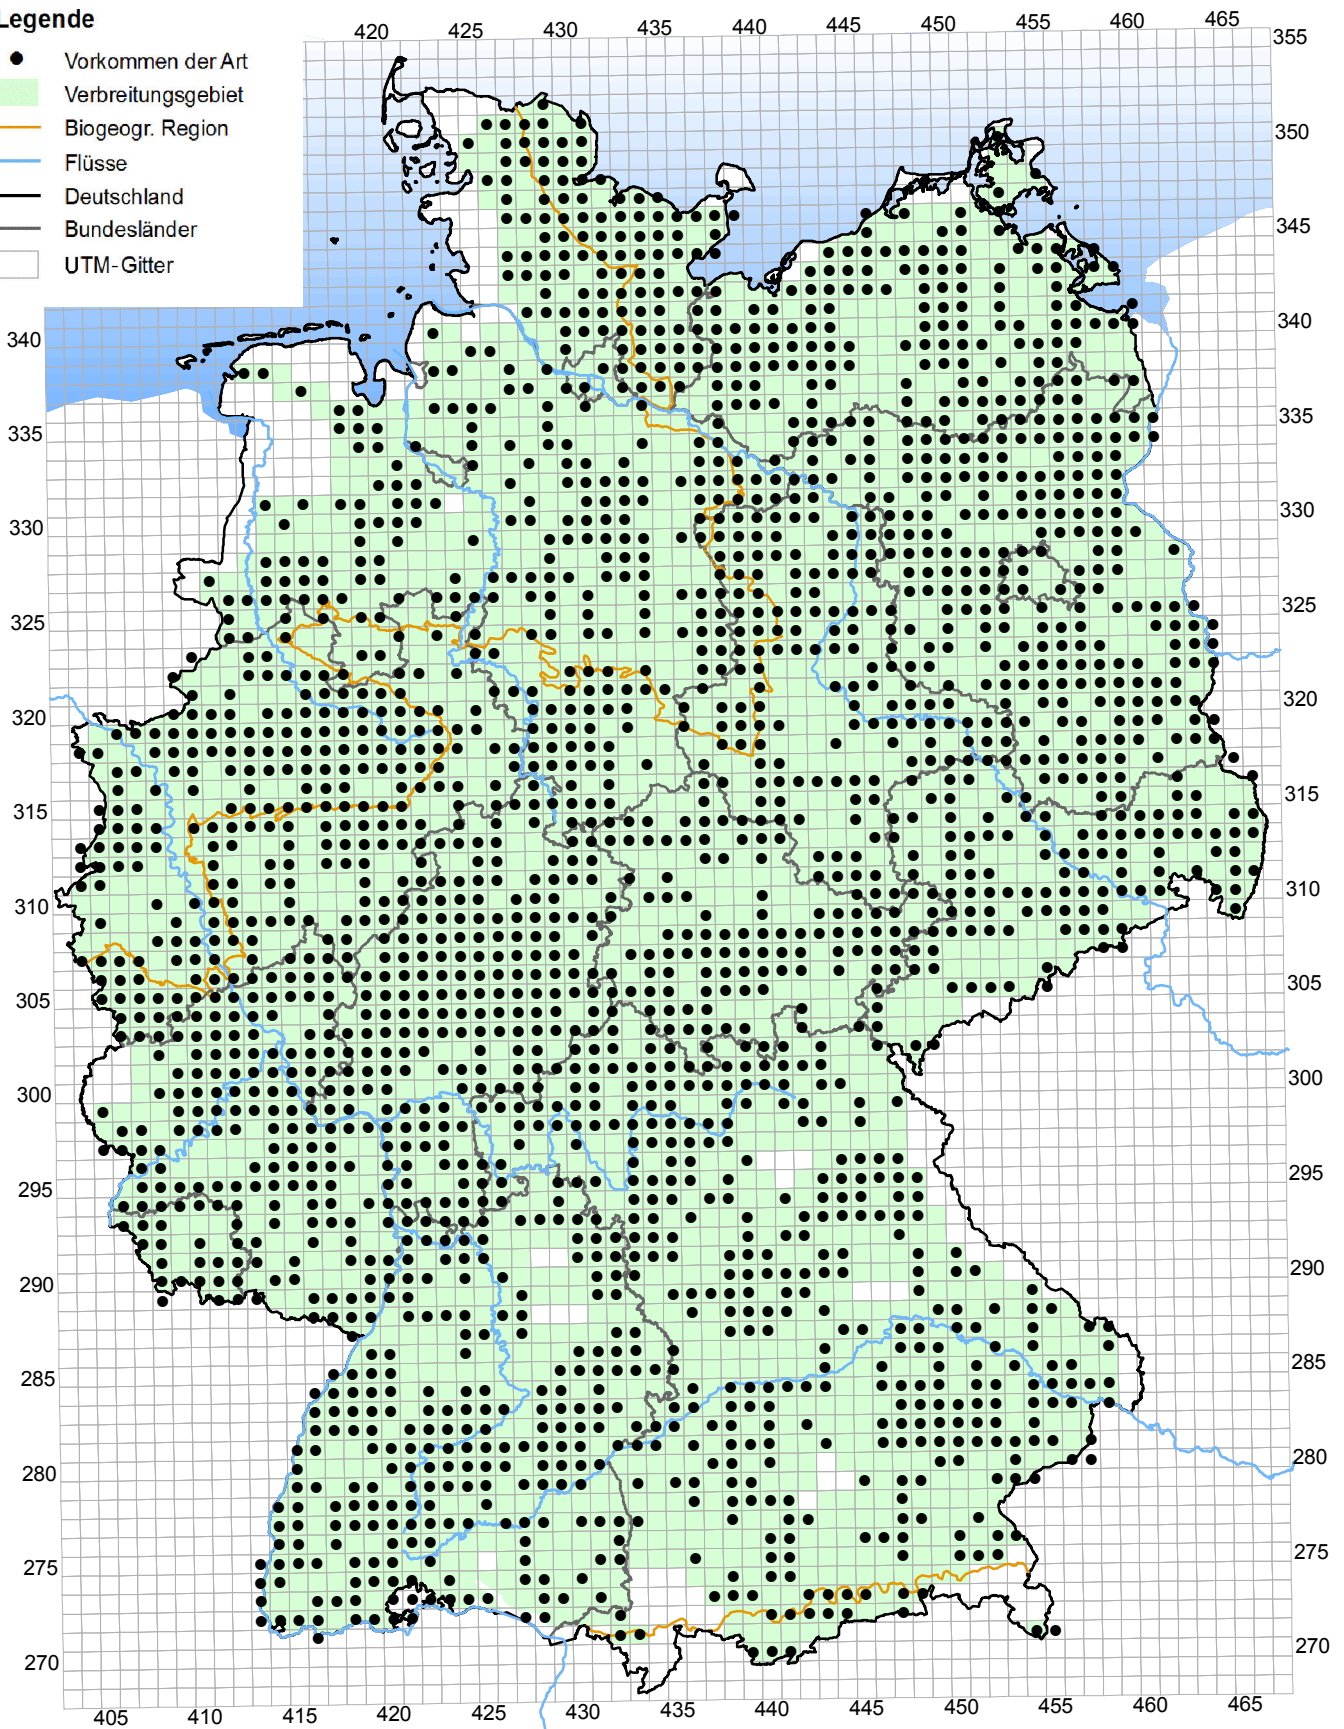 Legende
Vorkommen der Art
Verbreitungsgebiet
Biogeogr. Region
Flüsse
Deutschland
Bundesländer
UTM-Gitter
420 425 430 435 440 445 450 455 460 465
355
350
345
340 340
335 335
330 330
325 325
320 320
315 315
310 310
305 305
300 300
295 295
290 290
285 285
280 280
275 275
270 270
405 410 415 420 425 430 435 440 445 450 455 460 465